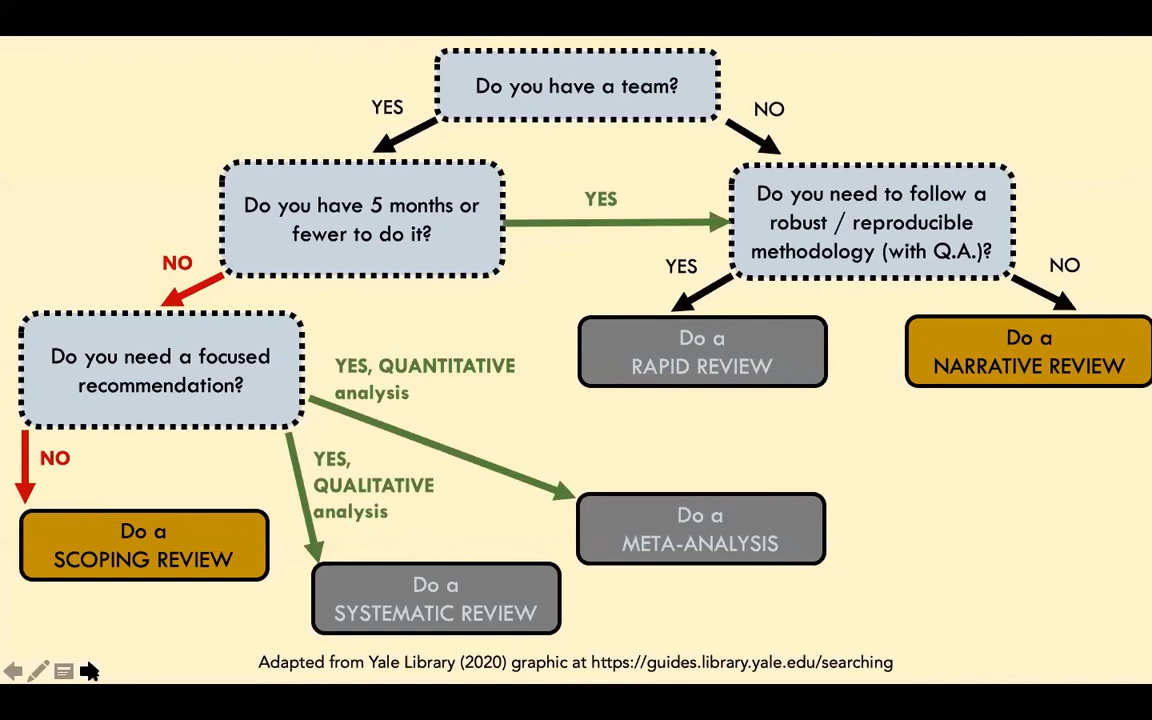 Do you have a team?
YES
NO
Do you have 5 months or
fewer to do it?
YES
Do you need to follow a
robust / reproducible
methodology (with Q.A.)?
NO
YES
NO
Do you need a focused
recommendation?
YES, QUANTITATIVE
analysis
Do a
RAPID REVIEW
Do a
NARRATIVE REVIEW
NO
YES,
QUALITATIVE
analysis
Do a
SCOPING REVIEW
Do a
META-ANALYSIS
Do a
SYSTEMATIC REVIEW
Adapted from Yale Library (2020) graphic at https://guides.library.yale.edu/searching